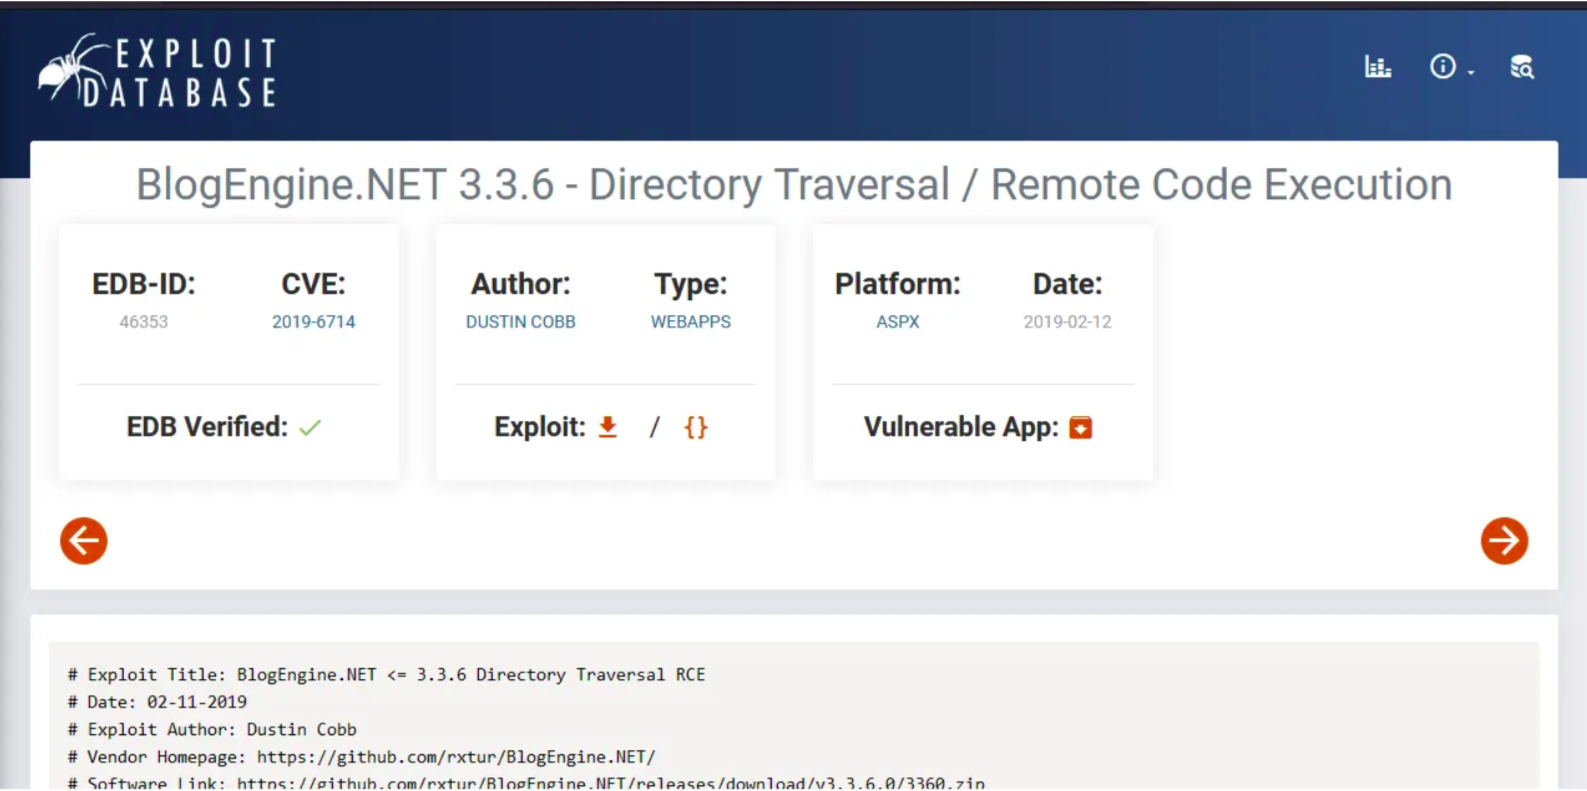 EXPLOIT
DATABASE
BlogEngine.NET 3.3.6 - Directory Traversal / Remote Code Execution
EDB-ID:
46353
CVE:
2019-6714
EDB Verified:
Author:
DUSTIN COBB
Type:
WEBAPPS
Exploit: / {}
Platform:
ASPX
Date:
2019-02-12
Vulnerable App:
# Exploit Title: BlogEngine.NET <= 3.3.6 Directory Traversal RCE
# Date: 02-11-2019
# Exploit Author: Dustin Cobb
# Vendor Homepage: https://github.com/rxtur/BlogEngine.NET/
# Software Link: https://github.com/rxtur/BlogEngine.NET/releases/download/v3.3.6.0/3360.zip